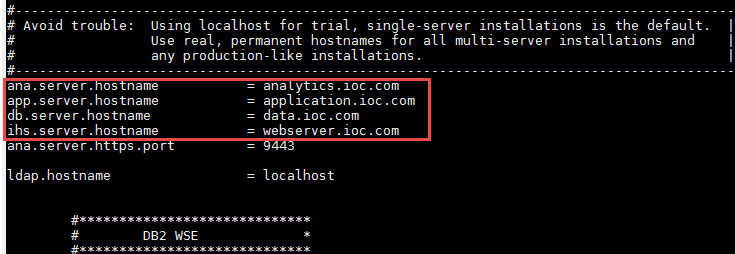 #------------------------------------------------------------------------------------------
# Avoid trouble:  Using localhost for trial, single-server installations is the default.  |
#                 Use real, permanent hostnames for all multi-server installations and    |
#                 any production-like installations.                                      |
#------------------------------------------------------------------------------------------
ana.server.hostname           = analytics.ioc.com
app.server.hostname           = application.ioc.com
db.server.hostname            = data.ioc.com
ihs.server.hostname           = webserver.ioc.com
ana.server.https.port         = 9443
ldap.hostname                 = localhost
#*****************************
#        DB2 WSE              *
#*****************************